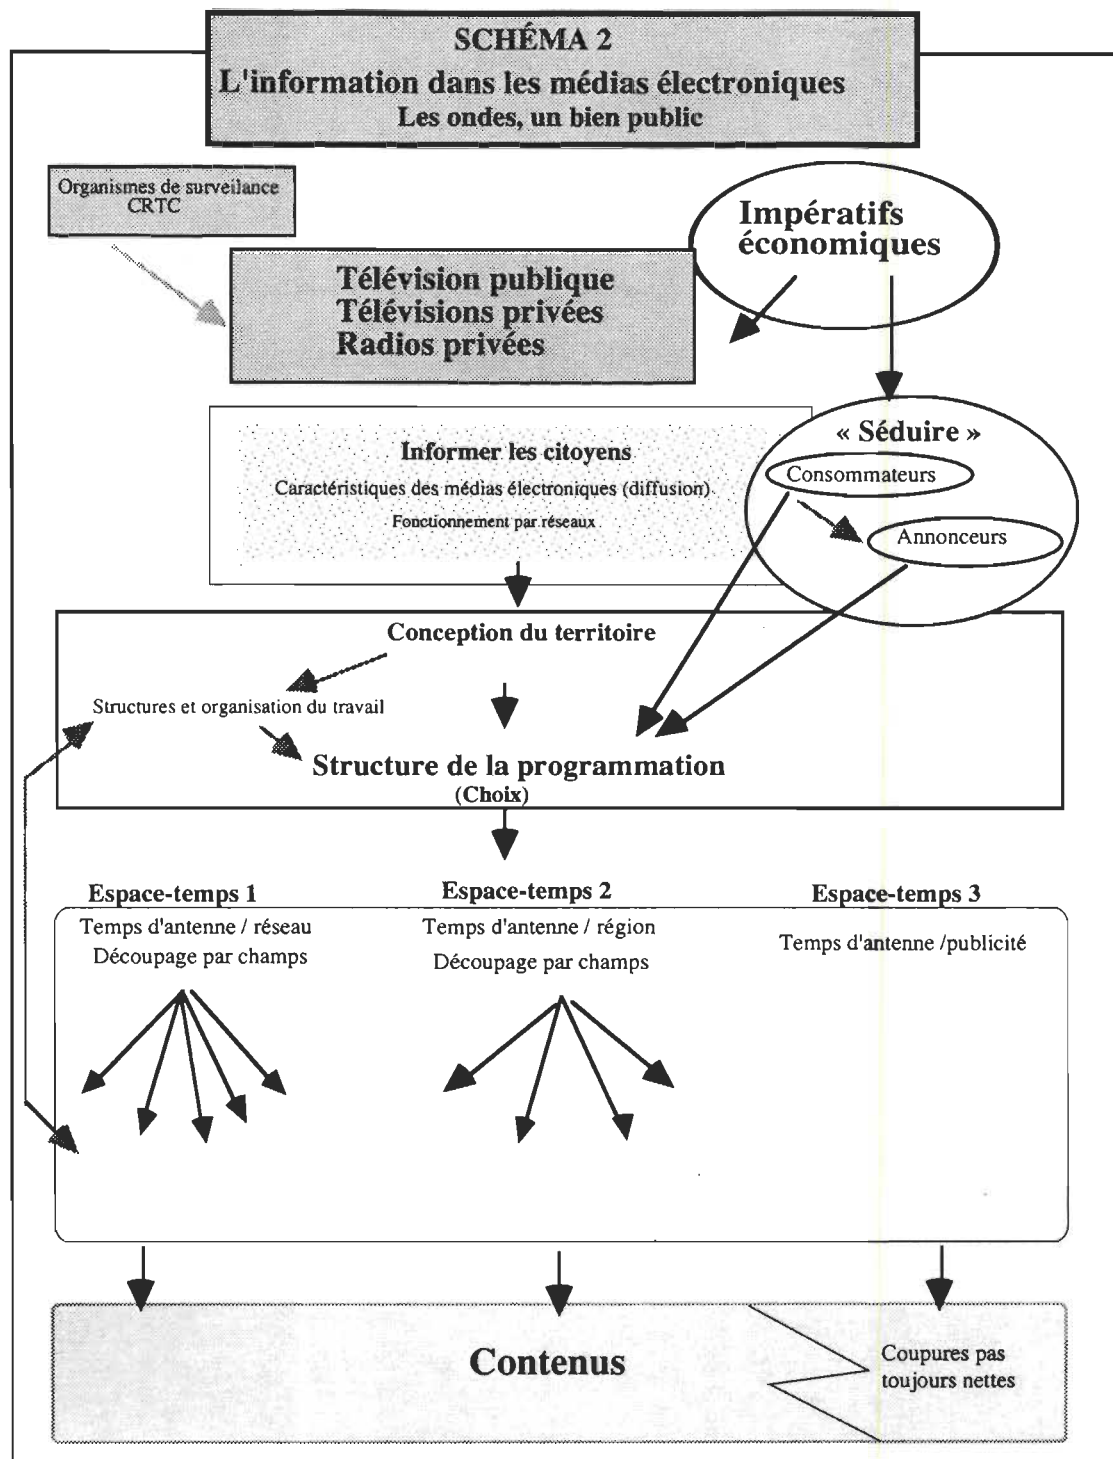 SCHÉMA 2
L'information dans les médias électroniques
Les ondes, un bien public
Organismes de surveilance
CRTC
Impératifs
économiques
Télévision publique
Télévisions privées
Radios privées
« Séduire »
Consommateurs
Annonceurs
Informer les citoyens
Caractéristiques des médias électroniques (diffusion)
Fonctionnement par réseaux
Conception du territoire
Structures et organisation du travail
Structure de la programmation
(Choix)
Espace-temps 1
Temps d'antenne / réseau
Découpage par champs
Espace-temps 2
Temps d'antenne / région
Découpage par champs
Espace-temps 3
Temps d'antenne /publicité
Contenus
Coupures pas
toujours nettes